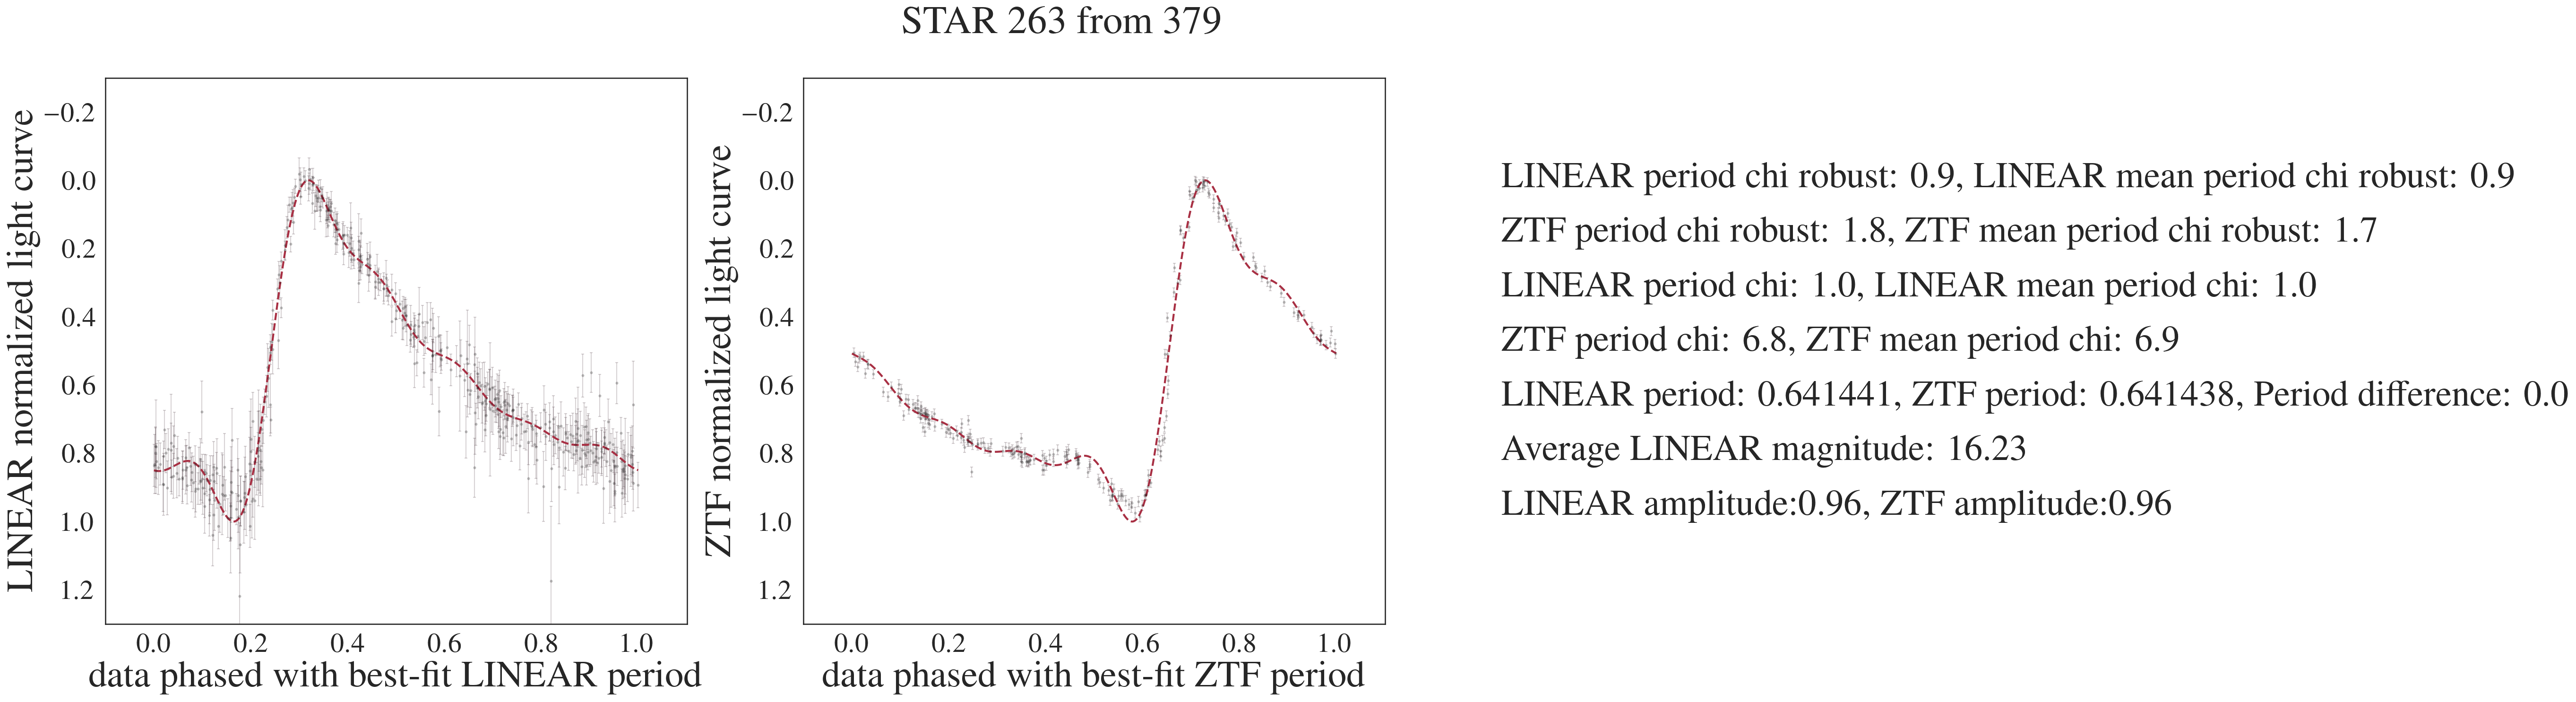 STAR 263 from 379
LINEAR normalized light curve
−0.2
0.0
0.2
0.4
0.6
0.8
1.0
1.2
0.0 0.2 0.4 0.6 0.8 1.0
data phased with best-fit LINEAR period
ZTF normalized light curve
−0.2
0.0
0.2
0.4
0.6
0.8
1.0
1.2
0.0 0.2 0.4 0.6 0.8 1.0
data phased with best-fit ZTF period
LINEAR period chi robust: 0.9, LINEAR mean period chi robust: 0.9
ZTF period chi robust: 1.8, ZTF mean period chi robust: 1.7
LINEAR period chi: 1.0, LINEAR mean period chi: 1.0
ZTF period chi: 6.8, ZTF mean period chi: 6.9
LINEAR period: 0.641441, ZTF period: 0.641438, Period difference: 0.0
Average LINEAR magnitude: 16.23
LINEAR amplitude:0.96, ZTF amplitude:0.96